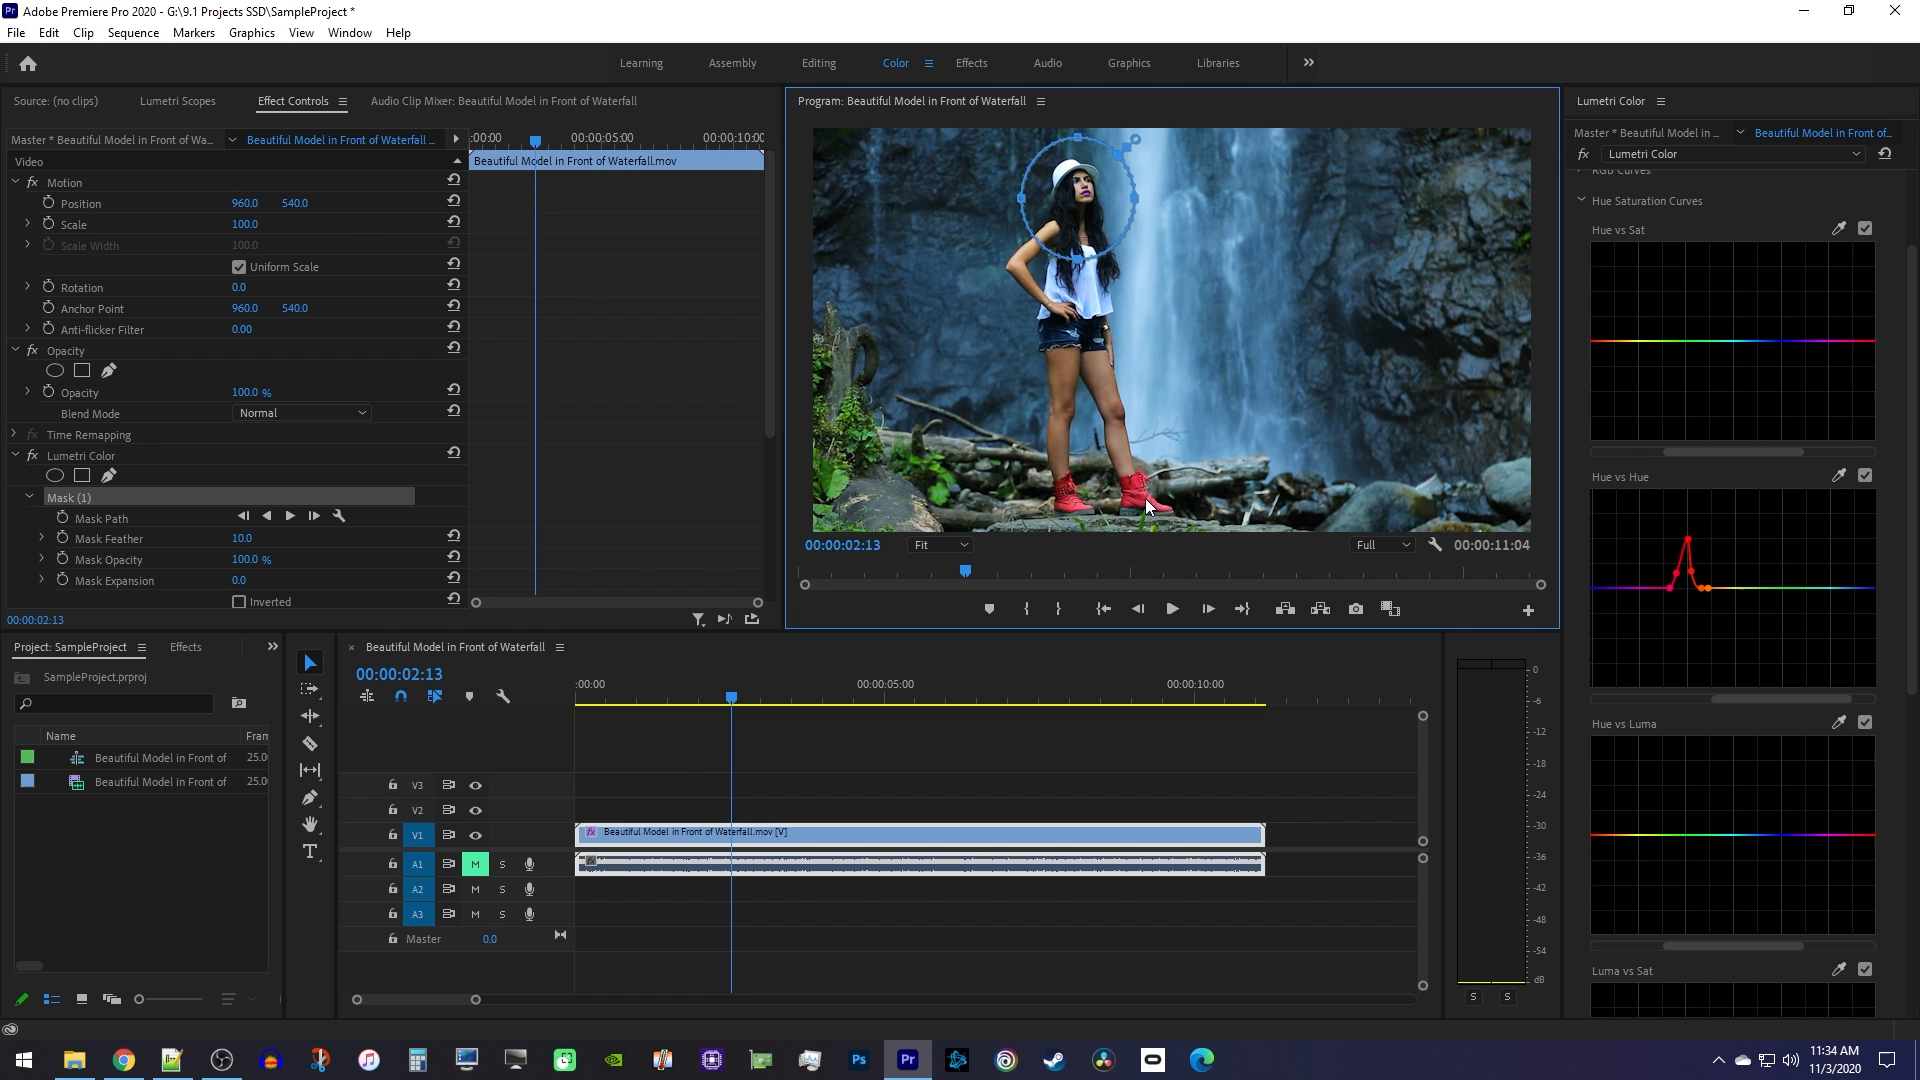 Adobe Premiere Pro 2020 - G:\9.1 Projects SSD\SampleProject *
File Edit Clip Sequence Markers Graphics View Window Help
Learning Assembly Editing Color Effects Audio Graphics Libraries
Source: (no clips) Lumetri Scopes Effect Controls Audio Clip Mixer: Beautiful Model in Front of Waterfall
Master * Beautiful Model in Front of Wa... Beautiful Model in Front of Waterfall ...
:00:00 00:00:05:00 00:00:10:00
Video
Beautiful Model in Front of Waterfall.mov
fx Motion
Position 960.0 540.0
Scale 100.0
Scale Width 100.0
Uniform Scale
Rotation 0.0
Anchor Point 960.0 540.0
Anti-flicker Filter 0.00
fx Opacity
Opacity 100.0 %
Blend Mode Normal
fx Time Remapping
fx Lumetri Color
Mask (1)
Mask Path
Mask Feather 10.0
Mask Opacity 100.0 %
Mask Expansion 0.0
Inverted
00:00:02:13
Program: Beautiful Model in Front of Waterfall
00:00:02:13 Fit Full 00:00:11:04
Lumetri Color
Master * Beautiful Model in ... Beautiful Model in Front of...
fx Lumetri Color
RGB Curves
Hue Saturation Curves
Hue vs Sat
Hue vs Hue
Hue vs Luma
Luma vs Sat
Project: SampleProject Effects
SampleProject.prproj
Name Fram
Beautiful Model in Front of 25.0
Beautiful Model in Front of 25.0
Beautiful Model in Front of Waterfall
00:00:02:13
:00:00 00:00:05:00 00:00:10:00
V3
V2
V1
fx Beautiful Model in Front of Waterfall.mov [V]
A1 M S
fx
A2 M S
A3 M S
Master 0.0
0
-6
-12
-18
-24
-30
-36
-42
-48
-54
dB
S S
Ps Pr
11:34 AM
11/3/2020